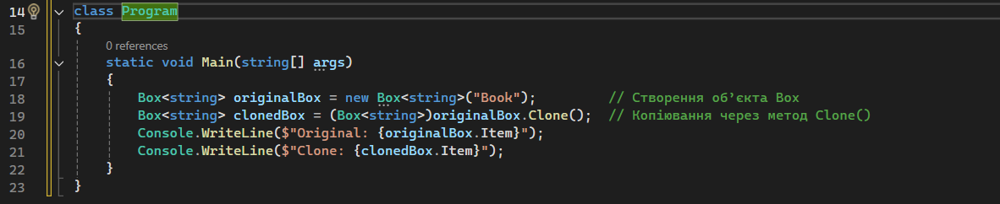 14 class Program
15 {
0 references
16 static void Main(string[] args)
17 {
18 Box<string> originalBox = new Box<string>("Book"); // Створення об’єкта Box
19 Box<string> clonedBox = (Box<string>)originalBox.Clone(); // Копіювання через метод Clone()
20 Console.WriteLine($"Original: {originalBox.Item}");
21 Console.WriteLine($"Clone: {clonedBox.Item}");
22 }
23 }